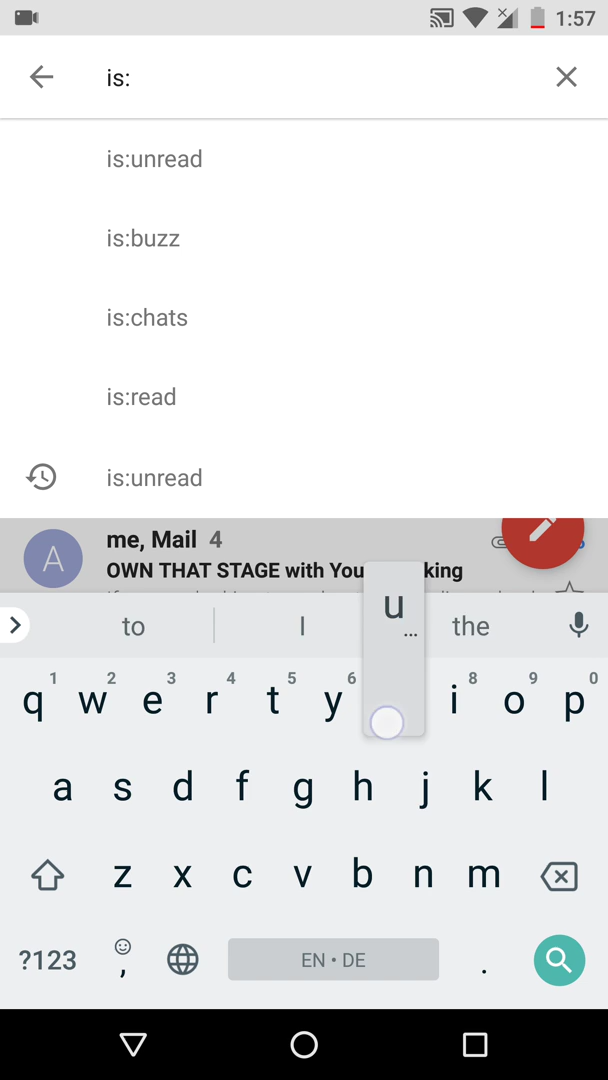 1:57
is:
is:unread
is:buzz
is:chats
is:read
is:unread
A me, Mail 4
OWN THAT STAGE with You king
to I the
u
...
1 2 3 4 5 6 8 9 0
q w e r t y i o p
a s d f g h j k l
z x c v b n m
?123 , EN • DE .